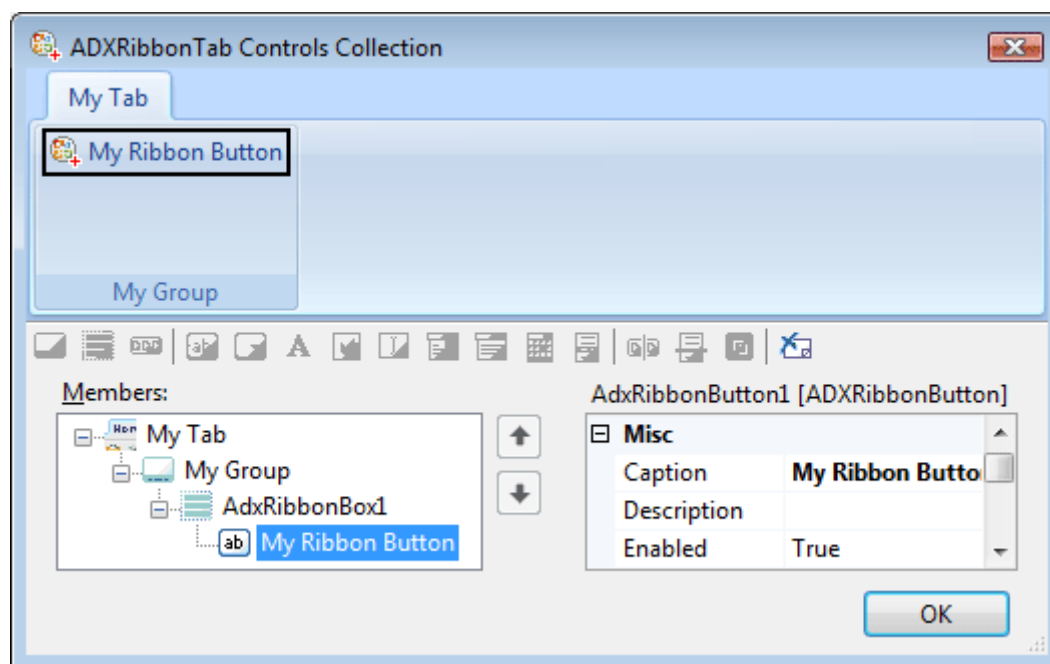 ADXRibbonTab Controls Collection
My Tab
My Ribbon Button
My Group
Members:
AdxRibbonButton1 [ADXRibbonButton]
My Tab
My Group
AdxRibbonBox1
ab My Ribbon Button
Misc
Caption My Ribbon Butto
Description
Enabled True
OK